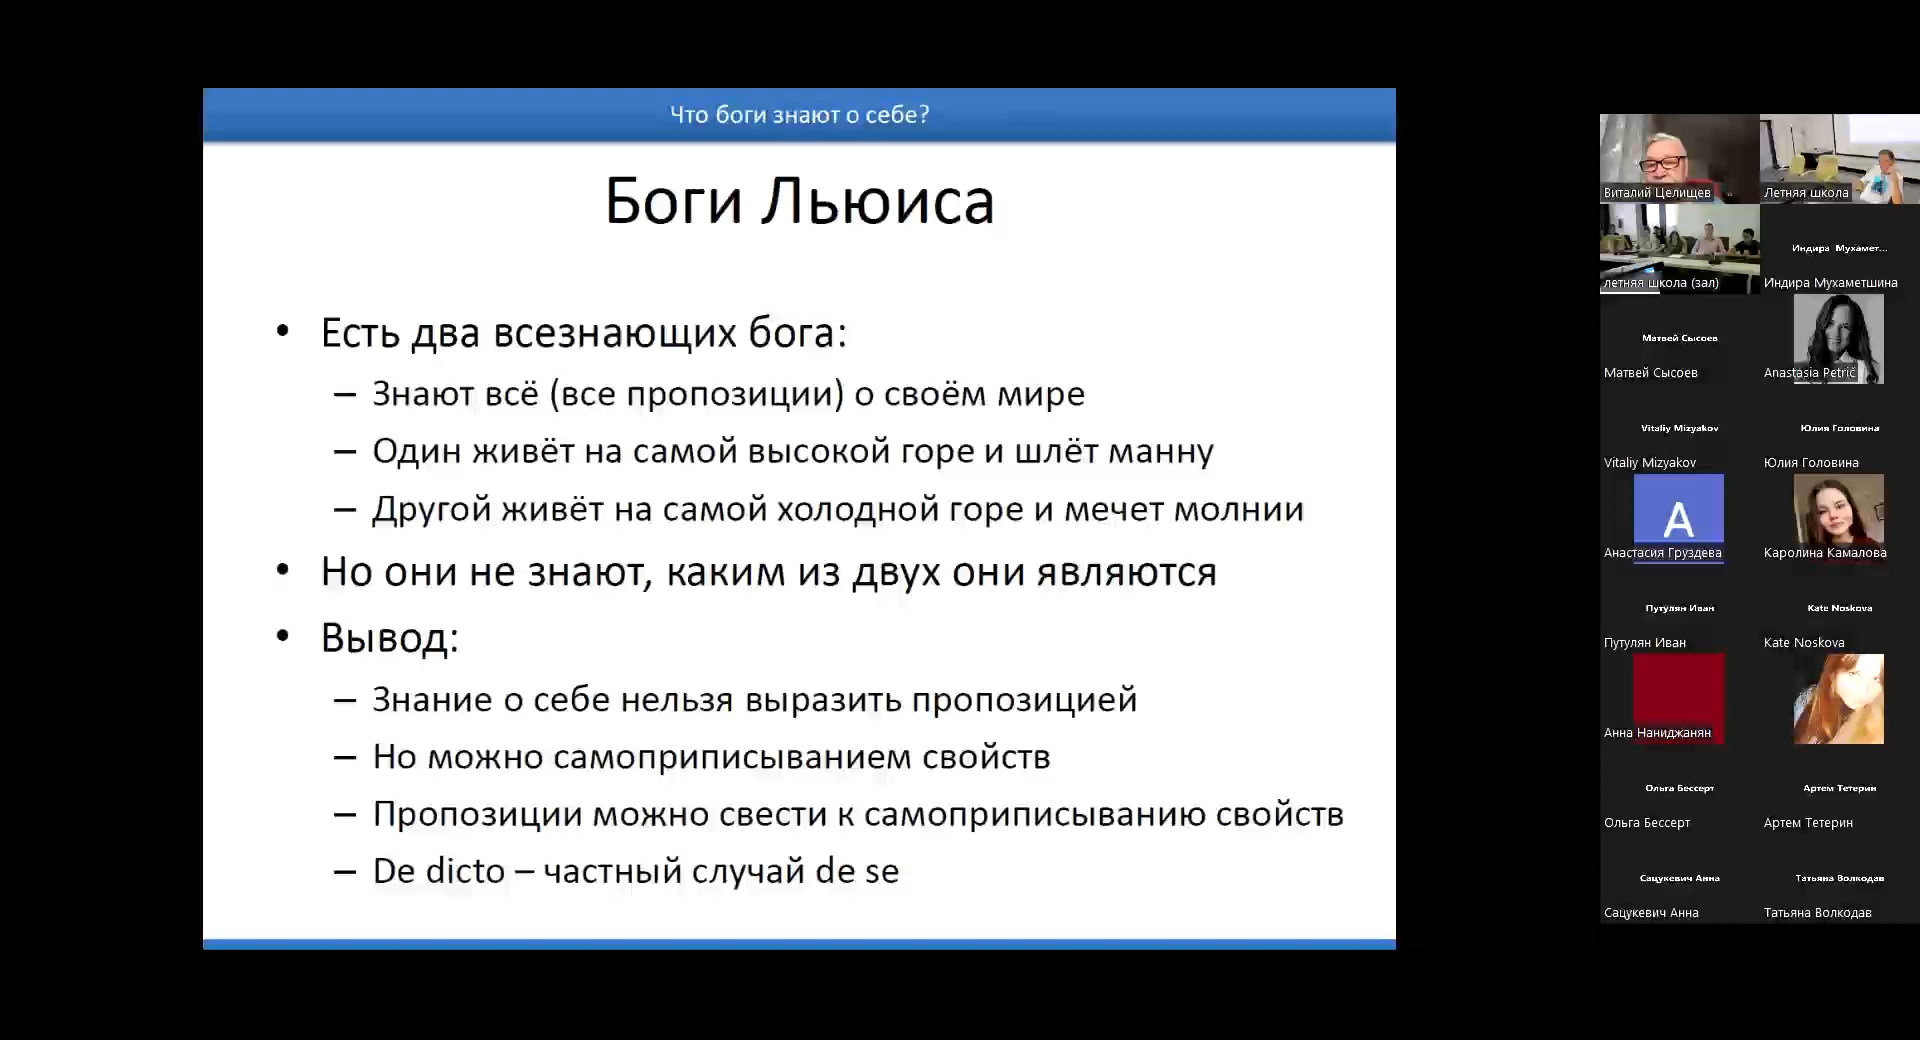 Что боги знают о себе?
Боги Льюиса
• Есть два всезнающих бога:
– Знают всё (все пропозиции) о своём мире
– Один живёт на самой высокой горе и шлёт манну
– Другой живёт на самой холодной горе и мечет молнии
• Но они не знают, каким из двух они являются
• Вывод:
– Знание о себе нельзя выразить пропозицией
– Но можно самоприписыванием свойств
– Пропозиции можно свести к самоприписыванию свойств
– De dicto – частный случай de se
Виталий Целищев
Летняя школа
летняя школа (зал)
Индира Мухамет...
Индира Мухаметшина
Матвей Сысоев
Матвей Сысоев
Anastasia Petrič
Vitaliy Mizyakov
Vitaliy Mizyakov
Юлия Головина
Юлия Головина
А
Анастасия Груздева
Каролина Камалова
Путулян Иван
Путулян Иван
Kate Noskova
Kate Noskova
Анна Наниджанян
Ольга Бессерт
Ольга Бессерт
Артем Тетерин
Артем Тетерин
Сацукевич Анна
Сацукевич Анна
Татьяна Волкодав
Татьяна Волкодав